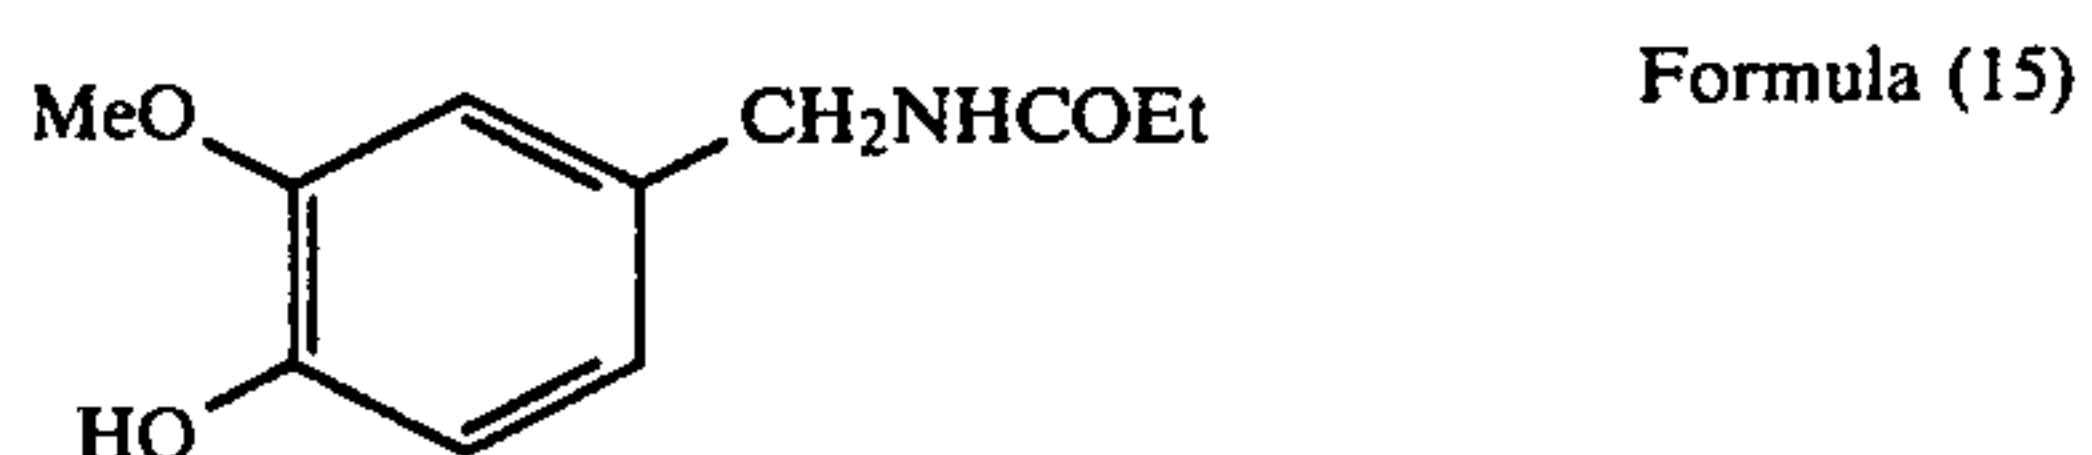 MeO
CH₂NHCOEt
Formula (15)
HO